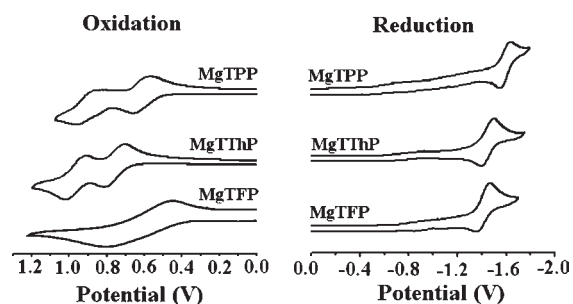 Oxidation
MgTPP
MgTThP
MgTFP
1.2 1.0 0.8 0.6 0.4 0.2 0.0
Potential (V)
Reduction
MgTPP
MgTThP
MgTFP
0.0 -0.4 -0.8 -1.2 -1.6 -2.0
Potential (V)